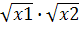 √x1 · √x2